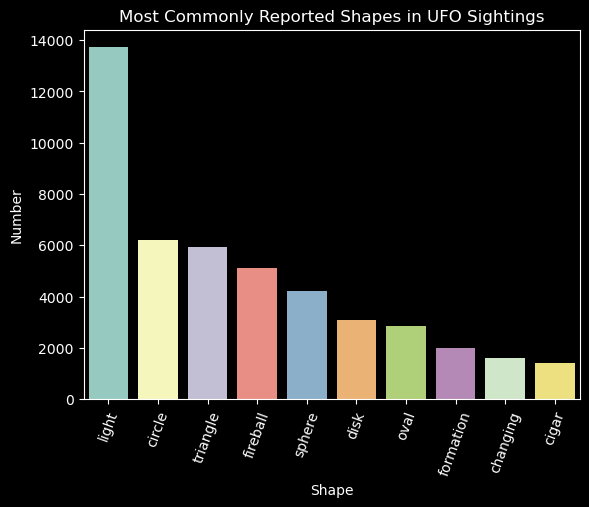 Most Commonly Reported Shapes in UFO Sightings
14000
12000
10000
8000
6000
4000
2000
0
Number
light
circle
triangle
fireball
sphere
disk
oval
formation
changing
cigar
Shape